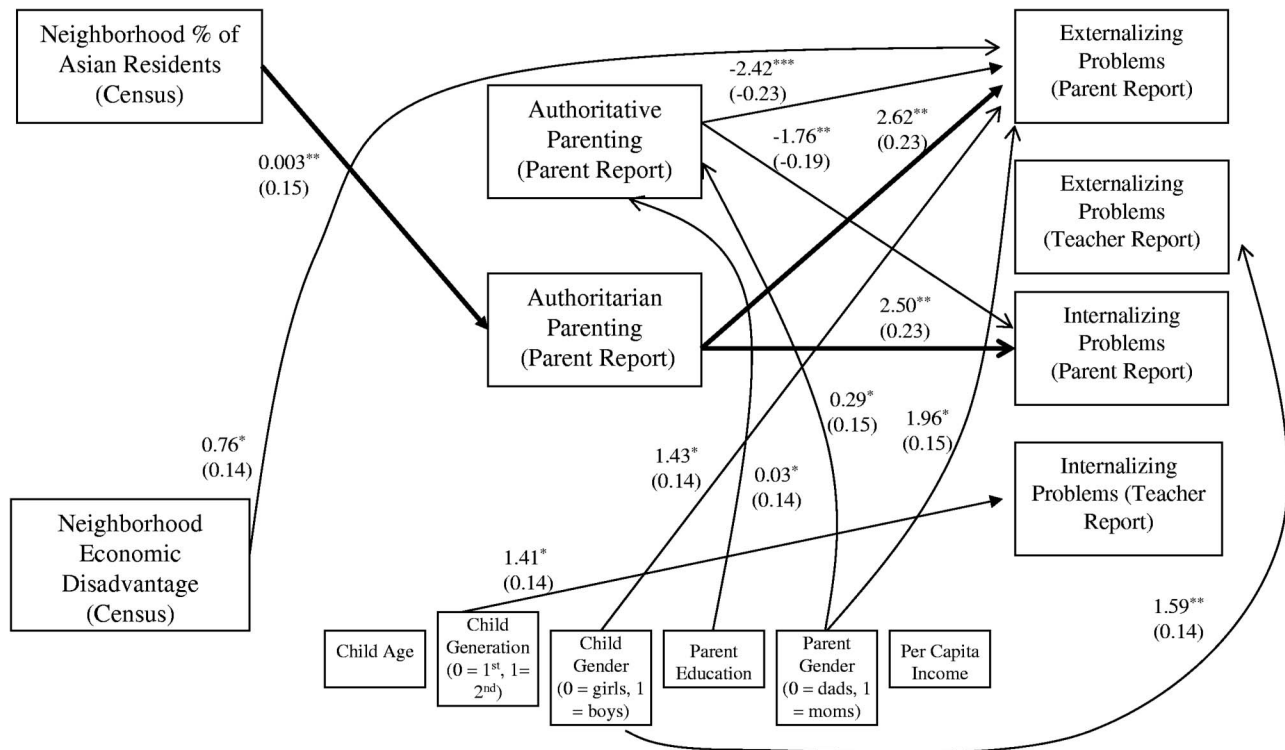 Neighborhood % of
Asian Residents
(Census)
Externalizing
Problems
(Parent Report)
-2.42***
(-0.23)
Authoritative
Parenting
(Parent Report)
2.62**
(0.23)
-1.76**
(-0.19)
0.003**
(0.15)
Externalizing
Problems
(Teacher Report)
Authoritarian
Parenting
(Parent Report)
2.50**
(0.23)
Internalizing
Problems
(Parent Report)
0.76*
(0.14)
1.43*
(0.14)
0.03*
(0.14)
0.29*
(0.15)
1.96*
(0.15)
Internalizing
Problems (Teacher
Report)
Neighborhood
Economic
Disadvantage
(Census)
1.41*
(0.14)
1.59**
(0.14)
Child Age
Child
Generation
(0 = 1st, 1=
2nd)
Child
Gender
(0 = girls, 1
= boys)
Parent
Education
Parent
Gender
(0 = dads, 1
= moms)
Per Capita
Income